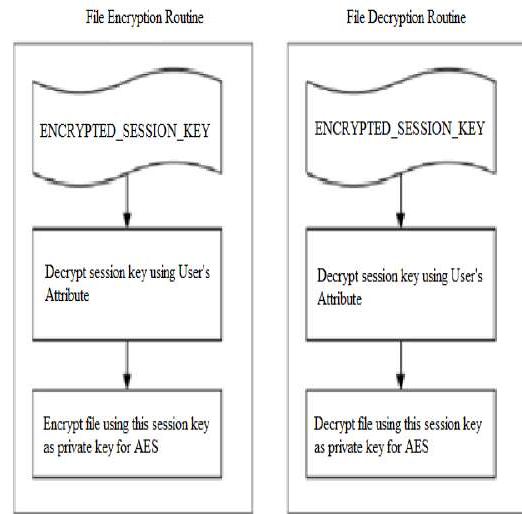 File Encryption Routine
ENCRYPTED_SESSION_KEY
Decrypt session key using User's
Attribute
Encrypt file using this session key
as private key for AES
File Decryption Routine
ENCRYPTED_SESSION_KEY
Decrypt session key using User's
Attribute
Decrypt file using this session key
as private key for AES